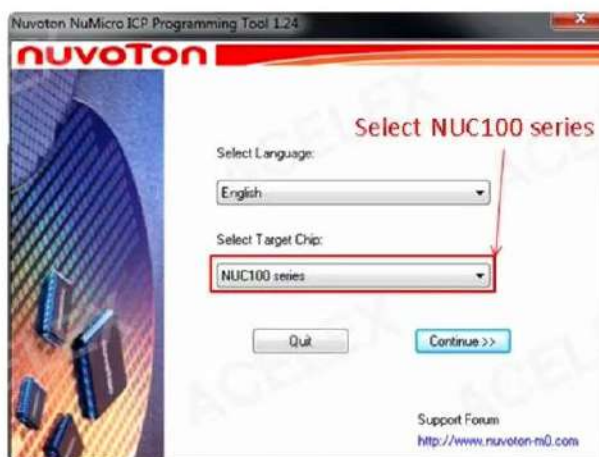 Nuvoton NuMicro ICP Programming Tool 1.24
nuvoTon
Select NUC100 series
Select Language:
English
Select Target Chip:
NUC100 series
Quit
Continue >>
Support Forum
http://www.nuvoton-m0.com
ACELEX